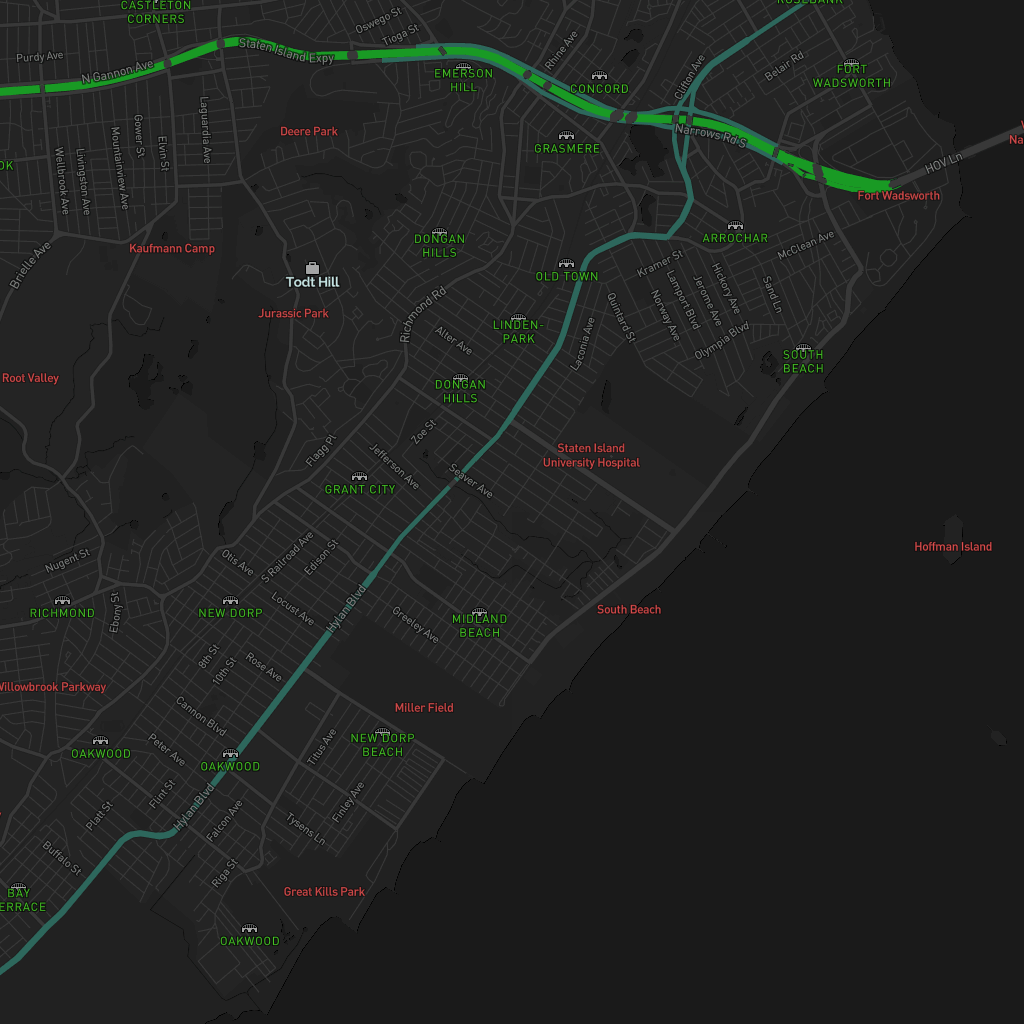 ROSEBANK
CASTLETON
CORNERS
Oswego St
Tioga St
Rhine Ave
Staten Island Expy
Purdy Ave
N Gannon Ave
Clifton Ave
Belair Rd
FORT
WADSWORTH
EMERSON
HILL
CONCORD
Laguardia Ave
Gower St
Elvin St
Mountainview Ave
Livingston Ave
Wellbrook Ave
Deere Park
GRASMERE
Narrows Rd S
HOV Ln
Fort Wadsworth
Kaufmann Camp
Brielle Ave
DONGAN
HILLS
ARROCHAR
McClean Ave
Todt Hill
OLD TOWN
Kramer St
Hickory Ave
Sand Ln
Lamport Blvd
Jerome Ave
Norway Ave
Quintard St
Olympia Blvd
Jurassic Park
Richmond Rd
Alter Ave
LINDEN-
PARK
Laconia Ave
SOUTH
BEACH
Root Valley
DONGAN
HILLS
Zoe St
Flagg Pl
Jefferson Ave
Staten Island
University Hospital
Seaver Ave
GRANT CITY
Hoffman Island
Nugent St
Otis Ave
S Railroad Ave
Edison St
RICHMOND
Ebony St
NEW DORP
Locust Ave
Hylan Blvd
Greeley Ave
MIDLAND
BEACH
South Beach
8th St
10th St
Rose Ave
Willowbrook Parkway
Cannon Blvd
Miller Field
OAKWOOD
Peter Ave
OAKWOOD
Titus Ave
NEW DORP
BEACH
Flint St
Platt St
Hylan Blvd
Falcon Ave
Finley Ave
Tysens Ln
Buffalo St
Riga St
BAY
TERRACE
Great Kills Park
OAKWOOD